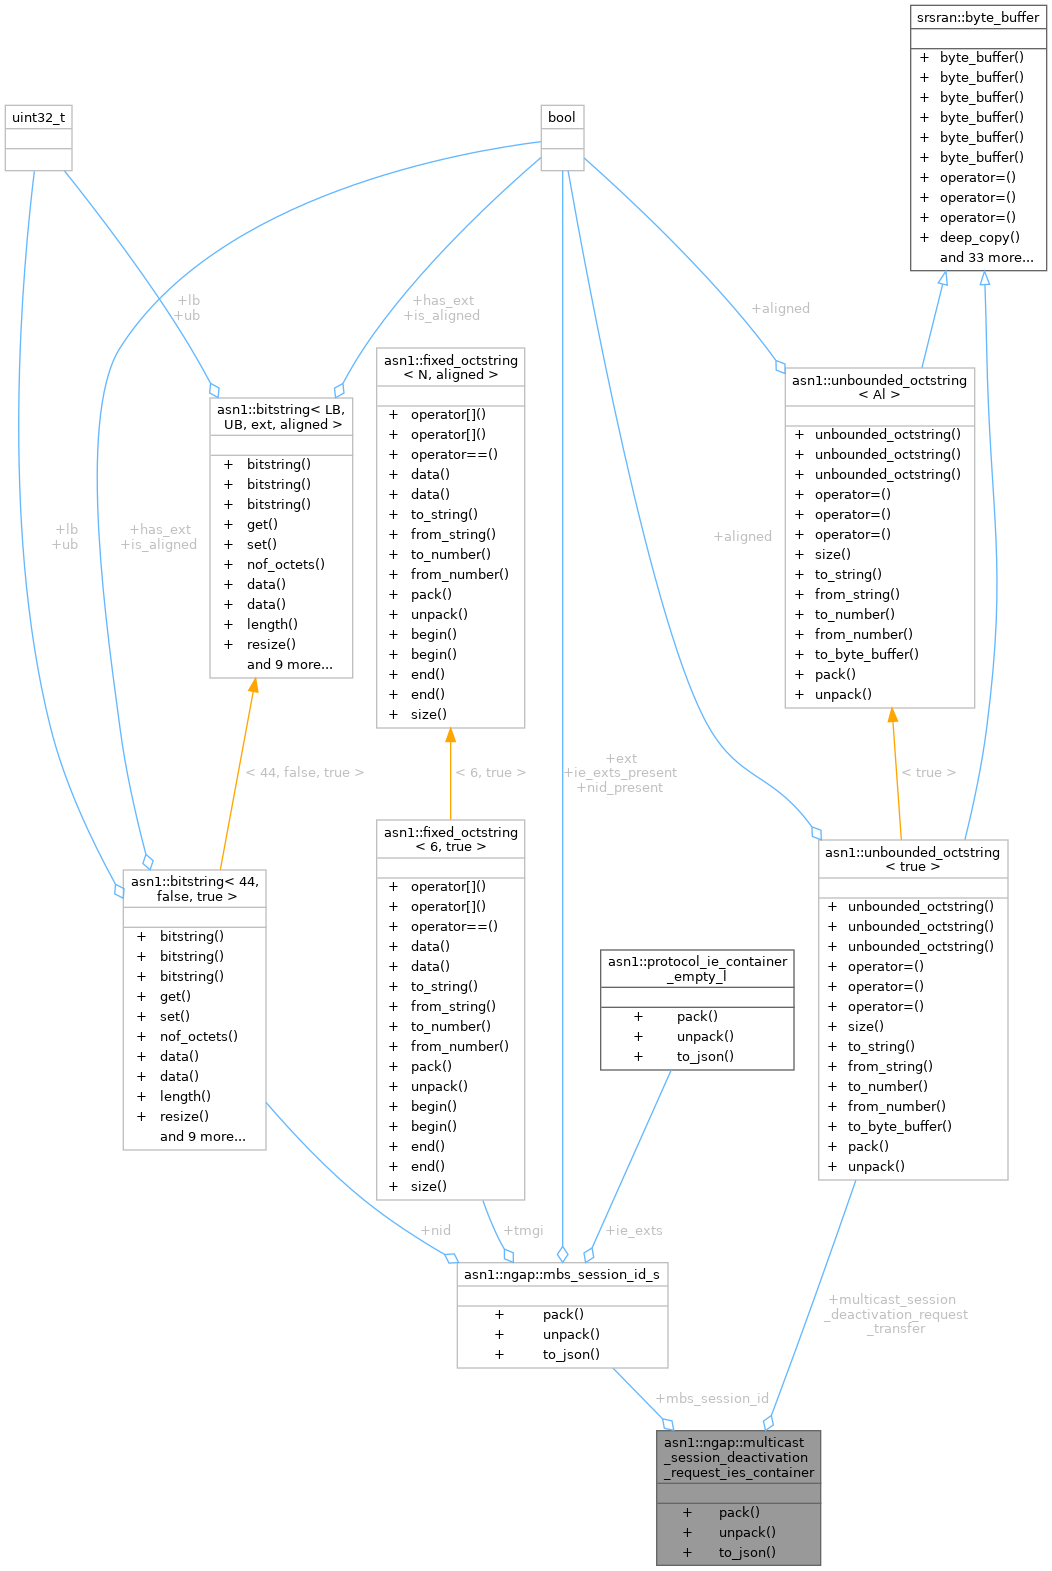 srsran::byte_buffer
+ byte_buffer()
+ byte_buffer()
+ byte_buffer()
+ byte_buffer()
+ byte_buffer()
+ byte_buffer()
+ operator=()
+ operator=()
+ operator=()
+ deep_copy()
and 33 more...
uint32_t
bool
+lb
+ub
+has_ext
+is_aligned
+aligned
asn1::fixed_octstring
< N, aligned >
+ operator[]()
+ operator[]()
+ operator==()
+ data()
+ data()
+ to_string()
+ from_string()
+ to_number()
+ from_number()
+ pack()
+ unpack()
+ begin()
+ begin()
+ end()
+ end()
+ size()
asn1::unbounded_octstring
< Al >
+ unbounded_octstring()
+ unbounded_octstring()
+ unbounded_octstring()
+ operator=()
+ operator=()
+ operator=()
+ size()
+ to_string()
+ from_string()
+ to_number()
+ from_number()
+ to_byte_buffer()
+ pack()
+ unpack()
asn1::bitstring< LB,
UB, ext, aligned >
+ bitstring()
+ bitstring()
+ bitstring()
+ get()
+ set()
+ nof_octets()
+ data()
+ data()
+ length()
+ resize()
and 9 more...
+lb
+ub
+has_ext
+is_aligned
+aligned
< 44, false, true >
< 6, true >
+ext
+ie_exts_present
+nid_present
< true >
asn1::fixed_octstring
< 6, true >
+ operator[]()
+ operator[]()
+ operator==()
+ data()
+ data()
+ to_string()
+ from_string()
+ to_number()
+ from_number()
+ pack()
+ unpack()
+ begin()
+ begin()
+ end()
+ end()
+ size()
asn1::unbounded_octstring
< true >
+ unbounded_octstring()
+ unbounded_octstring()
+ unbounded_octstring()
+ operator=()
+ operator=()
+ operator=()
+ size()
+ to_string()
+ from_string()
+ to_number()
+ from_number()
+ to_byte_buffer()
+ pack()
+ unpack()
asn1::bitstring< 44,
false, true >
+ bitstring()
+ bitstring()
+ bitstring()
+ get()
+ set()
+ nof_octets()
+ data()
+ data()
+ length()
+ resize()
and 9 more...
asn1::protocol_ie_container
_empty_l
+ pack()
+ unpack()
+ to_json()
+nid
+tmgi
+ie_exts
asn1::ngap::mbs_session_id_s
+ pack()
+ unpack()
+ to_json()
+multicast_session
_deactivation_request
_transfer
+mbs_session_id
asn1::ngap::multicast
_session_deactivation
_request_ies_container
+ pack()
+ unpack()
+ to_json()